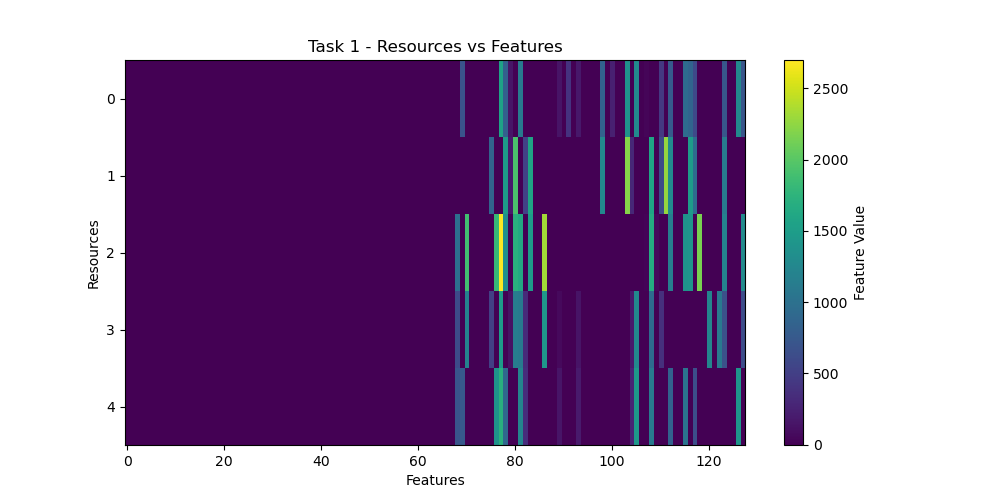 Task 1 - Resources vs Features
0
1
2
3
4
Resources
0 20 40 60 80 100 120
Features
2500
2000
1500
1000
500
0
Feature Value